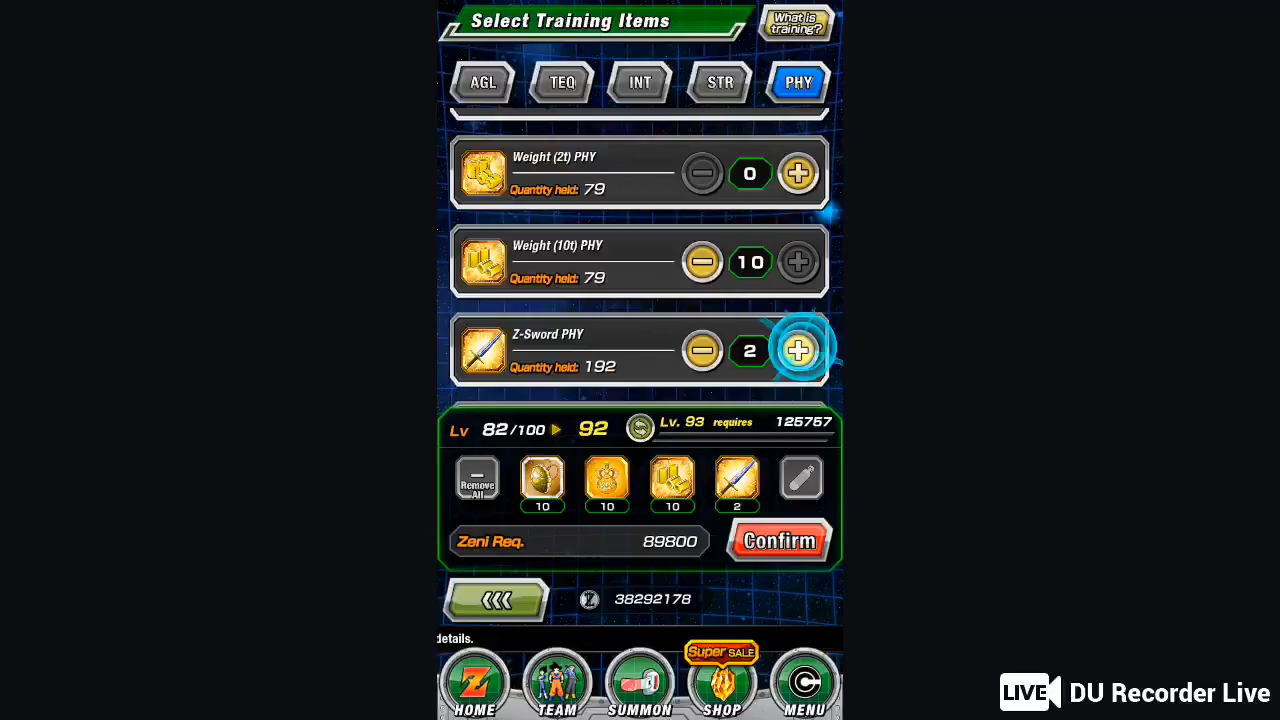 Select Training Items
What is
training?
AGL TEQ INT STR PHY
Weight (2t) PHY
Quantity held: 79
0
Weight (10t) PHY
Quantity held: 79
10
Z-Sword PHY
Quantity held: 192
2
Lv 82/100 92 Lv. 93 requires 125757
Remove
All
10 10 10 2
Zeni Req. 89800 Confirm
38292178
details.
Super SALE
HOME TEAM SUMMON SHOP MENU
LIVE DU Recorder Live